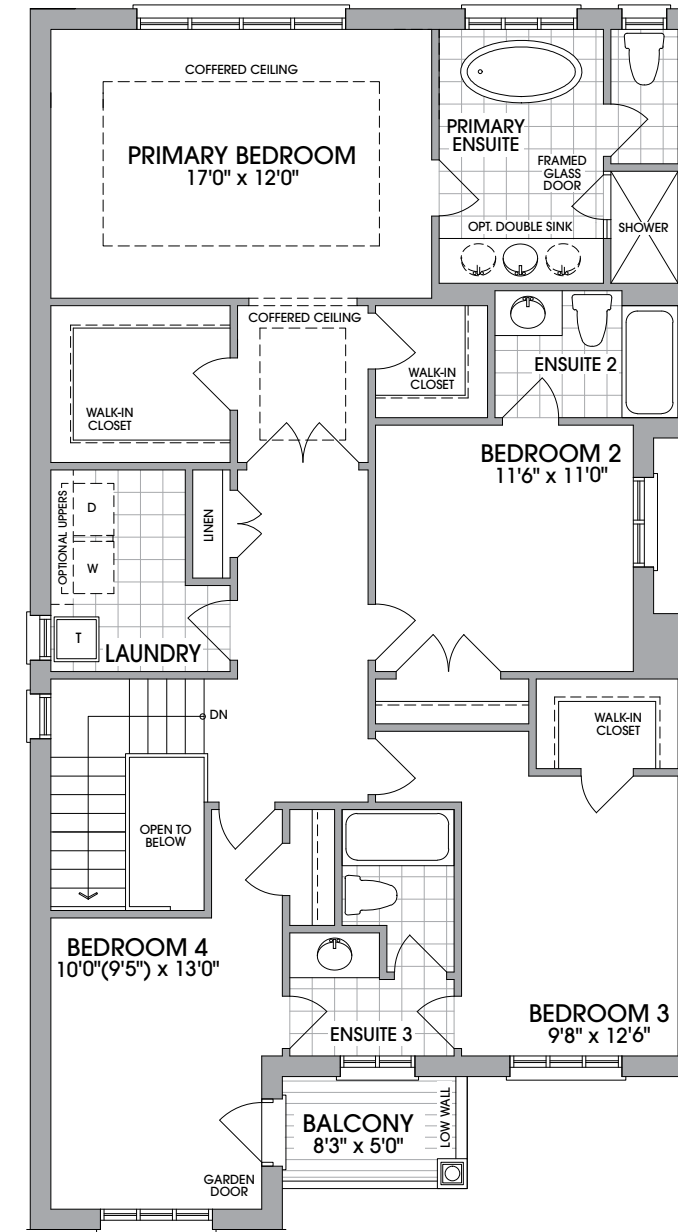 COFFERED CEILING
PRIMARY BEDROOM
17'0" x 12'0"
PRIMARY
ENSUITE
FRAMED
GLASS
DOOR
OPT. DOUBLE SINK
SHOWER
COFFERED CEILING
WALK-IN
CLOSET
WALK-IN
CLOSET
ENSUITE 2
BEDROOM 2
11'6" x 11'0"
OPTIONAL UPPERS
D
W
LINEN
T
LAUNDRY
DN
WALK-IN
CLOSET
OPEN TO
BELOW
BEDROOM 4
10'0"(9'5") x 13'0"
ENSUITE 3
BEDROOM 3
9'8" x 12'6"
BALCONY
8'3" x 5'0"
LOW WALL
GARDEN
DOOR